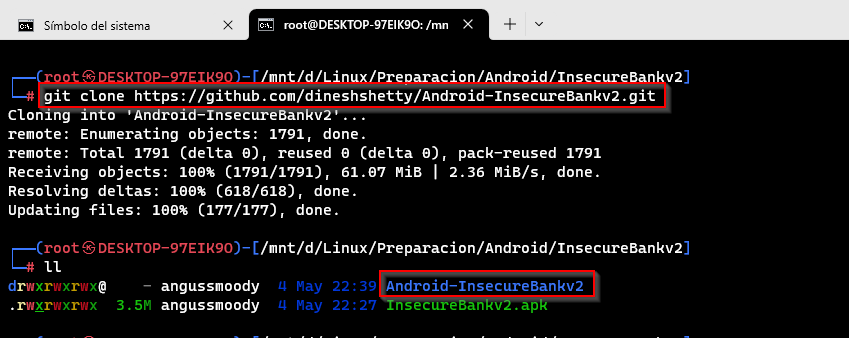 Símbolo del sistema
root@DESKTOP-97EIK9O: /mn
┌──(root㉿DESKTOP-97EIK9O)-[/mnt/d/Linux/Preparacion/Android/InsecureBankv2]
└─# git clone https://github.com/dineshshetty/Android-InsecureBankv2.git
Cloning into 'Android-InsecureBankv2'...
remote: Enumerating objects: 1791, done.
remote: Total 1791 (delta 0), reused 0 (delta 0), pack-reused 1791
Receiving objects: 100% (1791/1791), 61.07 MiB | 2.36 MiB/s, done.
Resolving deltas: 100% (618/618), done.
Updating files: 100% (177/177), done.
┌──(root㉿DESKTOP-97EIK9O)-[/mnt/d/Linux/Preparacion/Android/InsecureBankv2]
└─# ll
drwxrwxrwx@ - angussmoody 4 May 22:39 Android-InsecureBankv2
.rwxrwxrwx 3.5M angussmoody 4 May 22:27 InsecureBankv2.apk